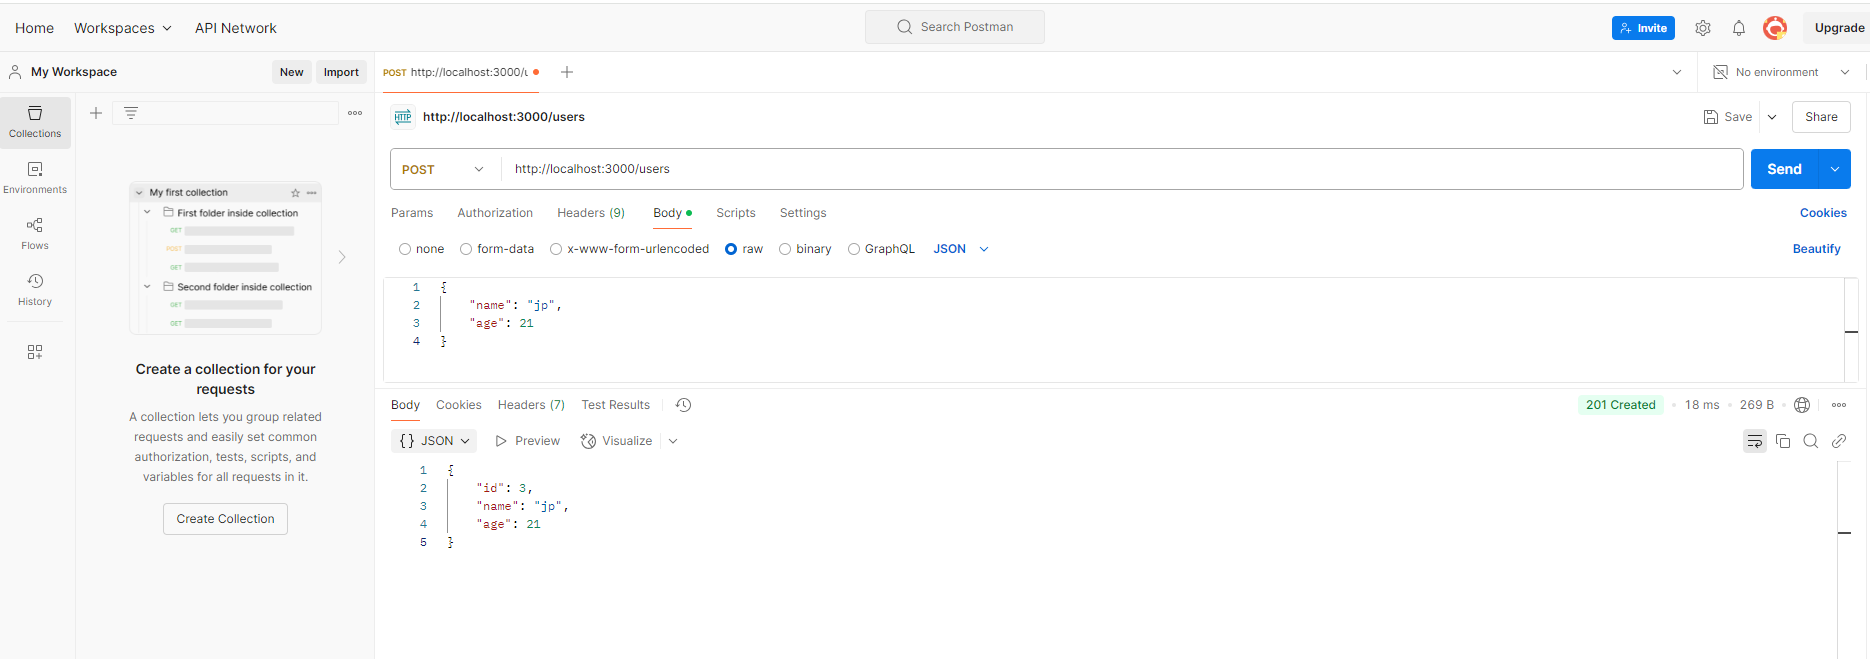 Home Workspaces API Network Search Postman Invite Upgrade
My Workspace New Import POST http://localhost:3000/u No environment
Collections
Environments
Flows
History
My first collection
First folder inside collection
GET
POST
GET
Second folder inside collection
GET
GET
Create a collection for your
requests
A collection lets you group related
requests and easily set common
authorization, tests, scripts, and
variables for all requests in it.
Create Collection
HTTP http://localhost:3000/users Save Share
POST http://localhost:3000/users Send
Params Authorization Headers (9) Body Scripts Settings Cookies
none form-data x-www-form-urlencoded raw binary GraphQL JSON Beautify
1 {
2 "name": "jp",
3 "age": 21
4 }
Body Cookies Headers (7) Test Results 201 Created 18 ms 269 B
{} JSON Preview Visualize
1 {
2 "id": 3,
3 "name": "jp",
4 "age": 21
5 }